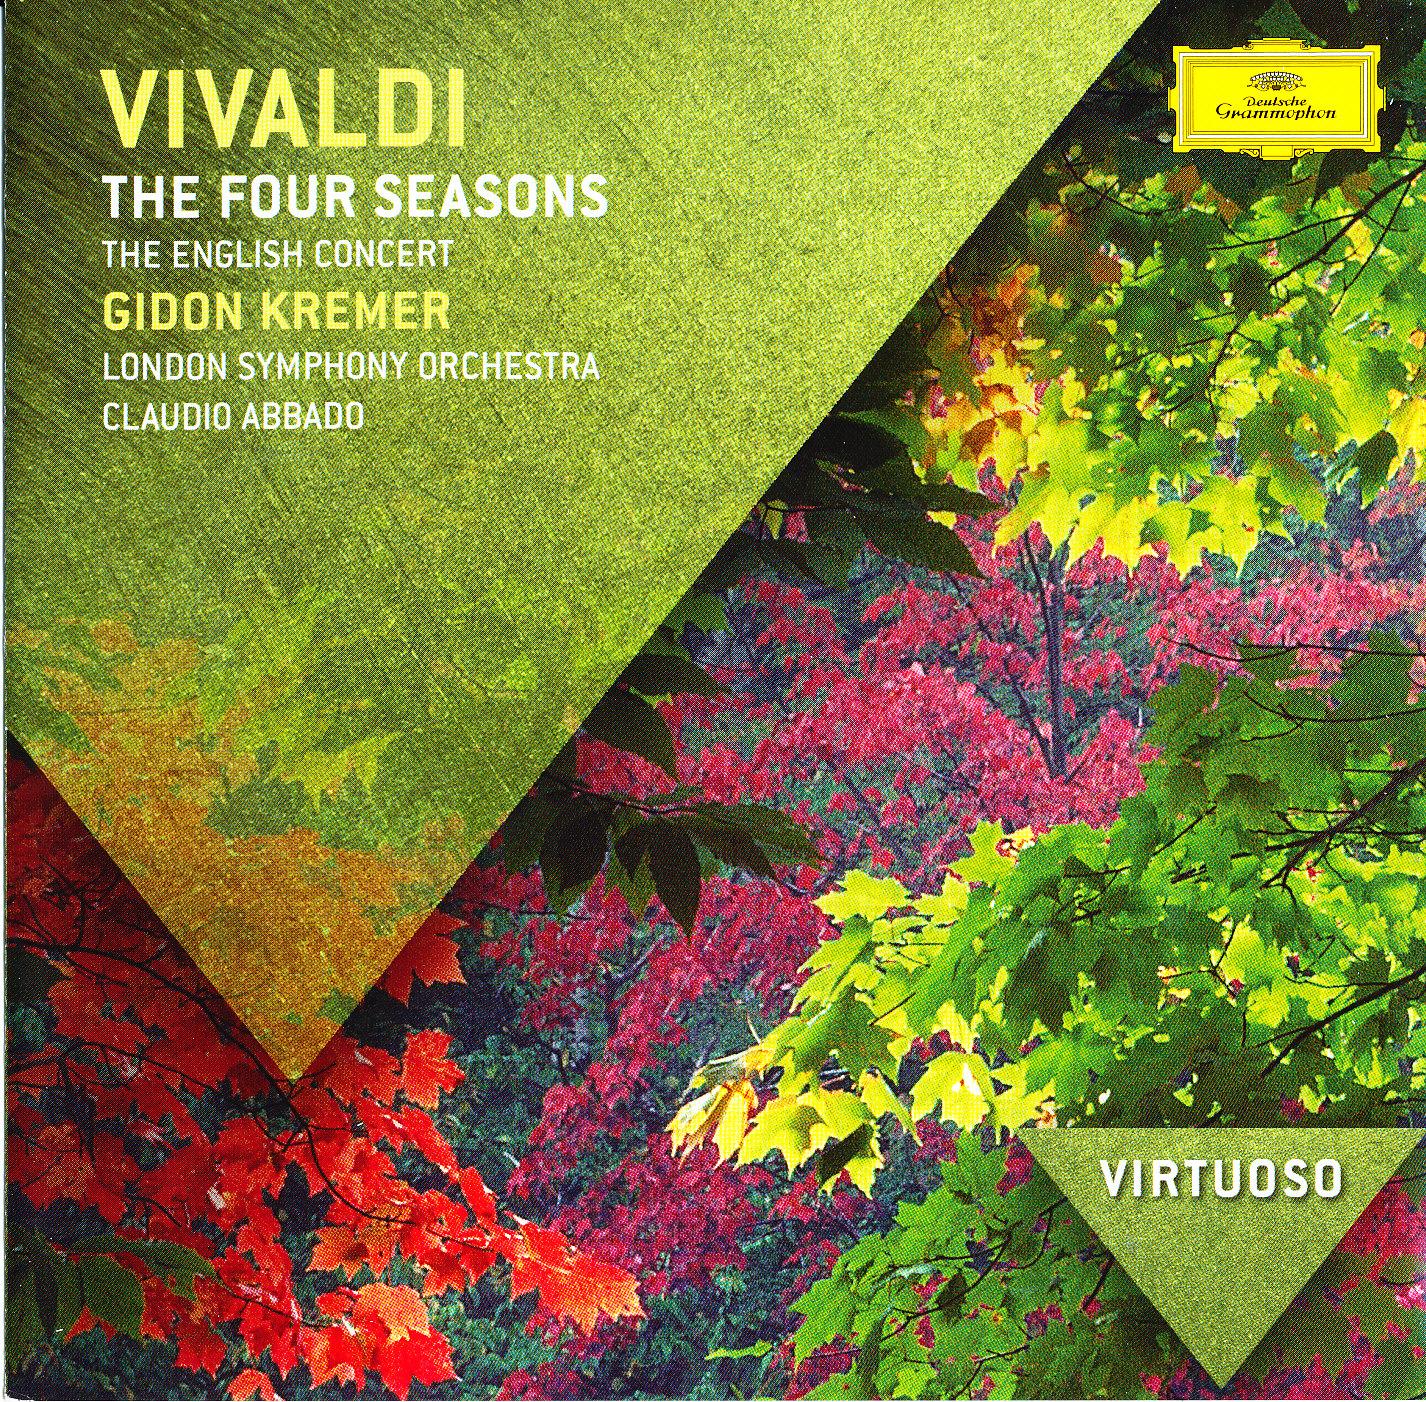 VIVALDI
THE FOUR SEASONS
THE ENGLISH CONCERT
GIDON KREMER
LONDON SYMPHONY ORCHESTRA
CLAUDIO ABBADO
Deutsche
Grammophon
VIRTUOSO